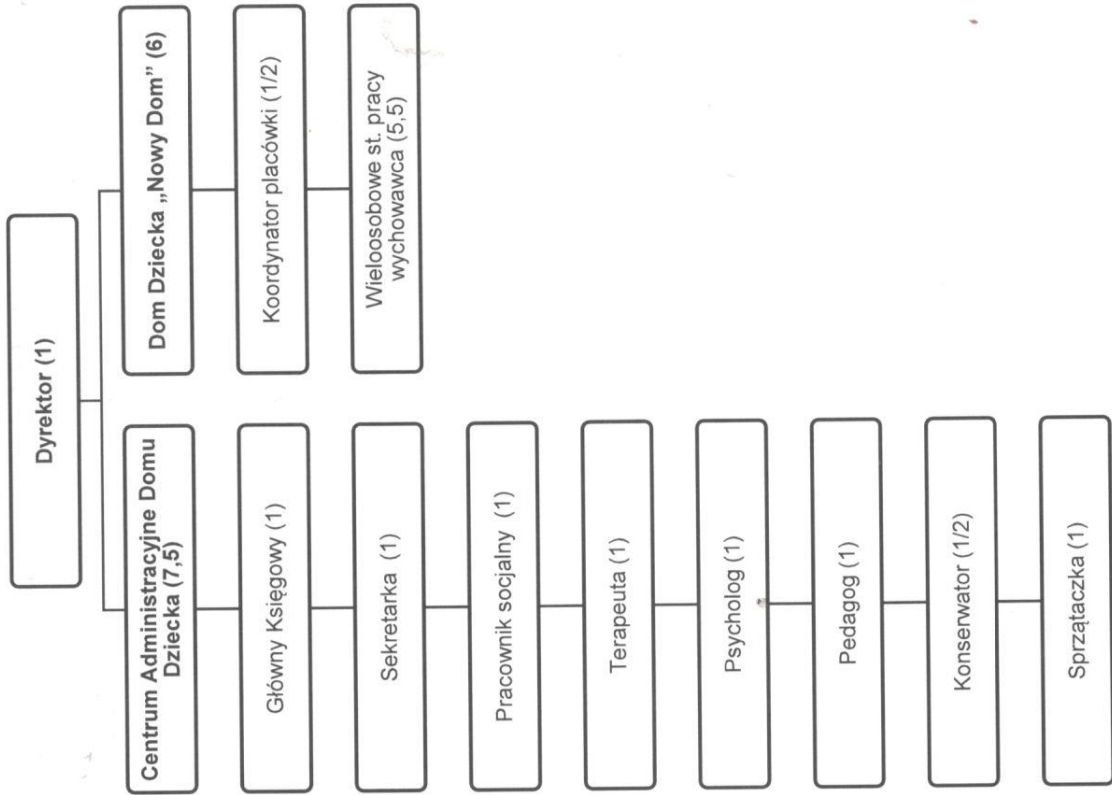 Dyrektor (1)
Centrum Administracyjne Domu
Dziecka (7,5)
Główny Księgowy (1)
Sekretarka (1)
Pracownik socjalny (1)
Terapeuta (1)
Psycholog (1)
Pedagog (1)
Konserwator (1/2)
Sprzątaczka (1)
Dom Dziecka „Nowy Dom” (6)
Koordynator placówki (1/2)
Wieloosobowe st. pracy
wychowawca (5,5)